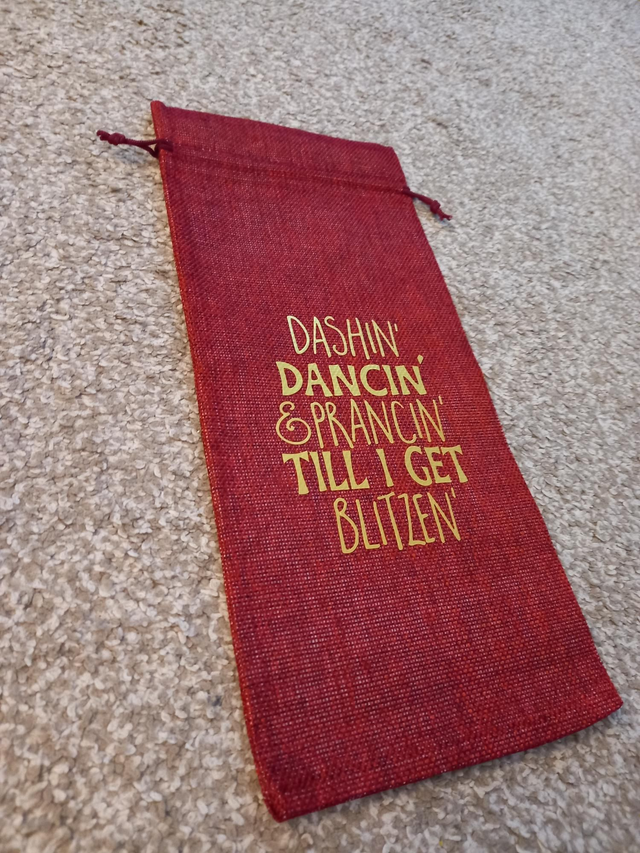 DASHIN'
DANCIN'
& PRANCIN'
TILL I GET
BLITZEN'